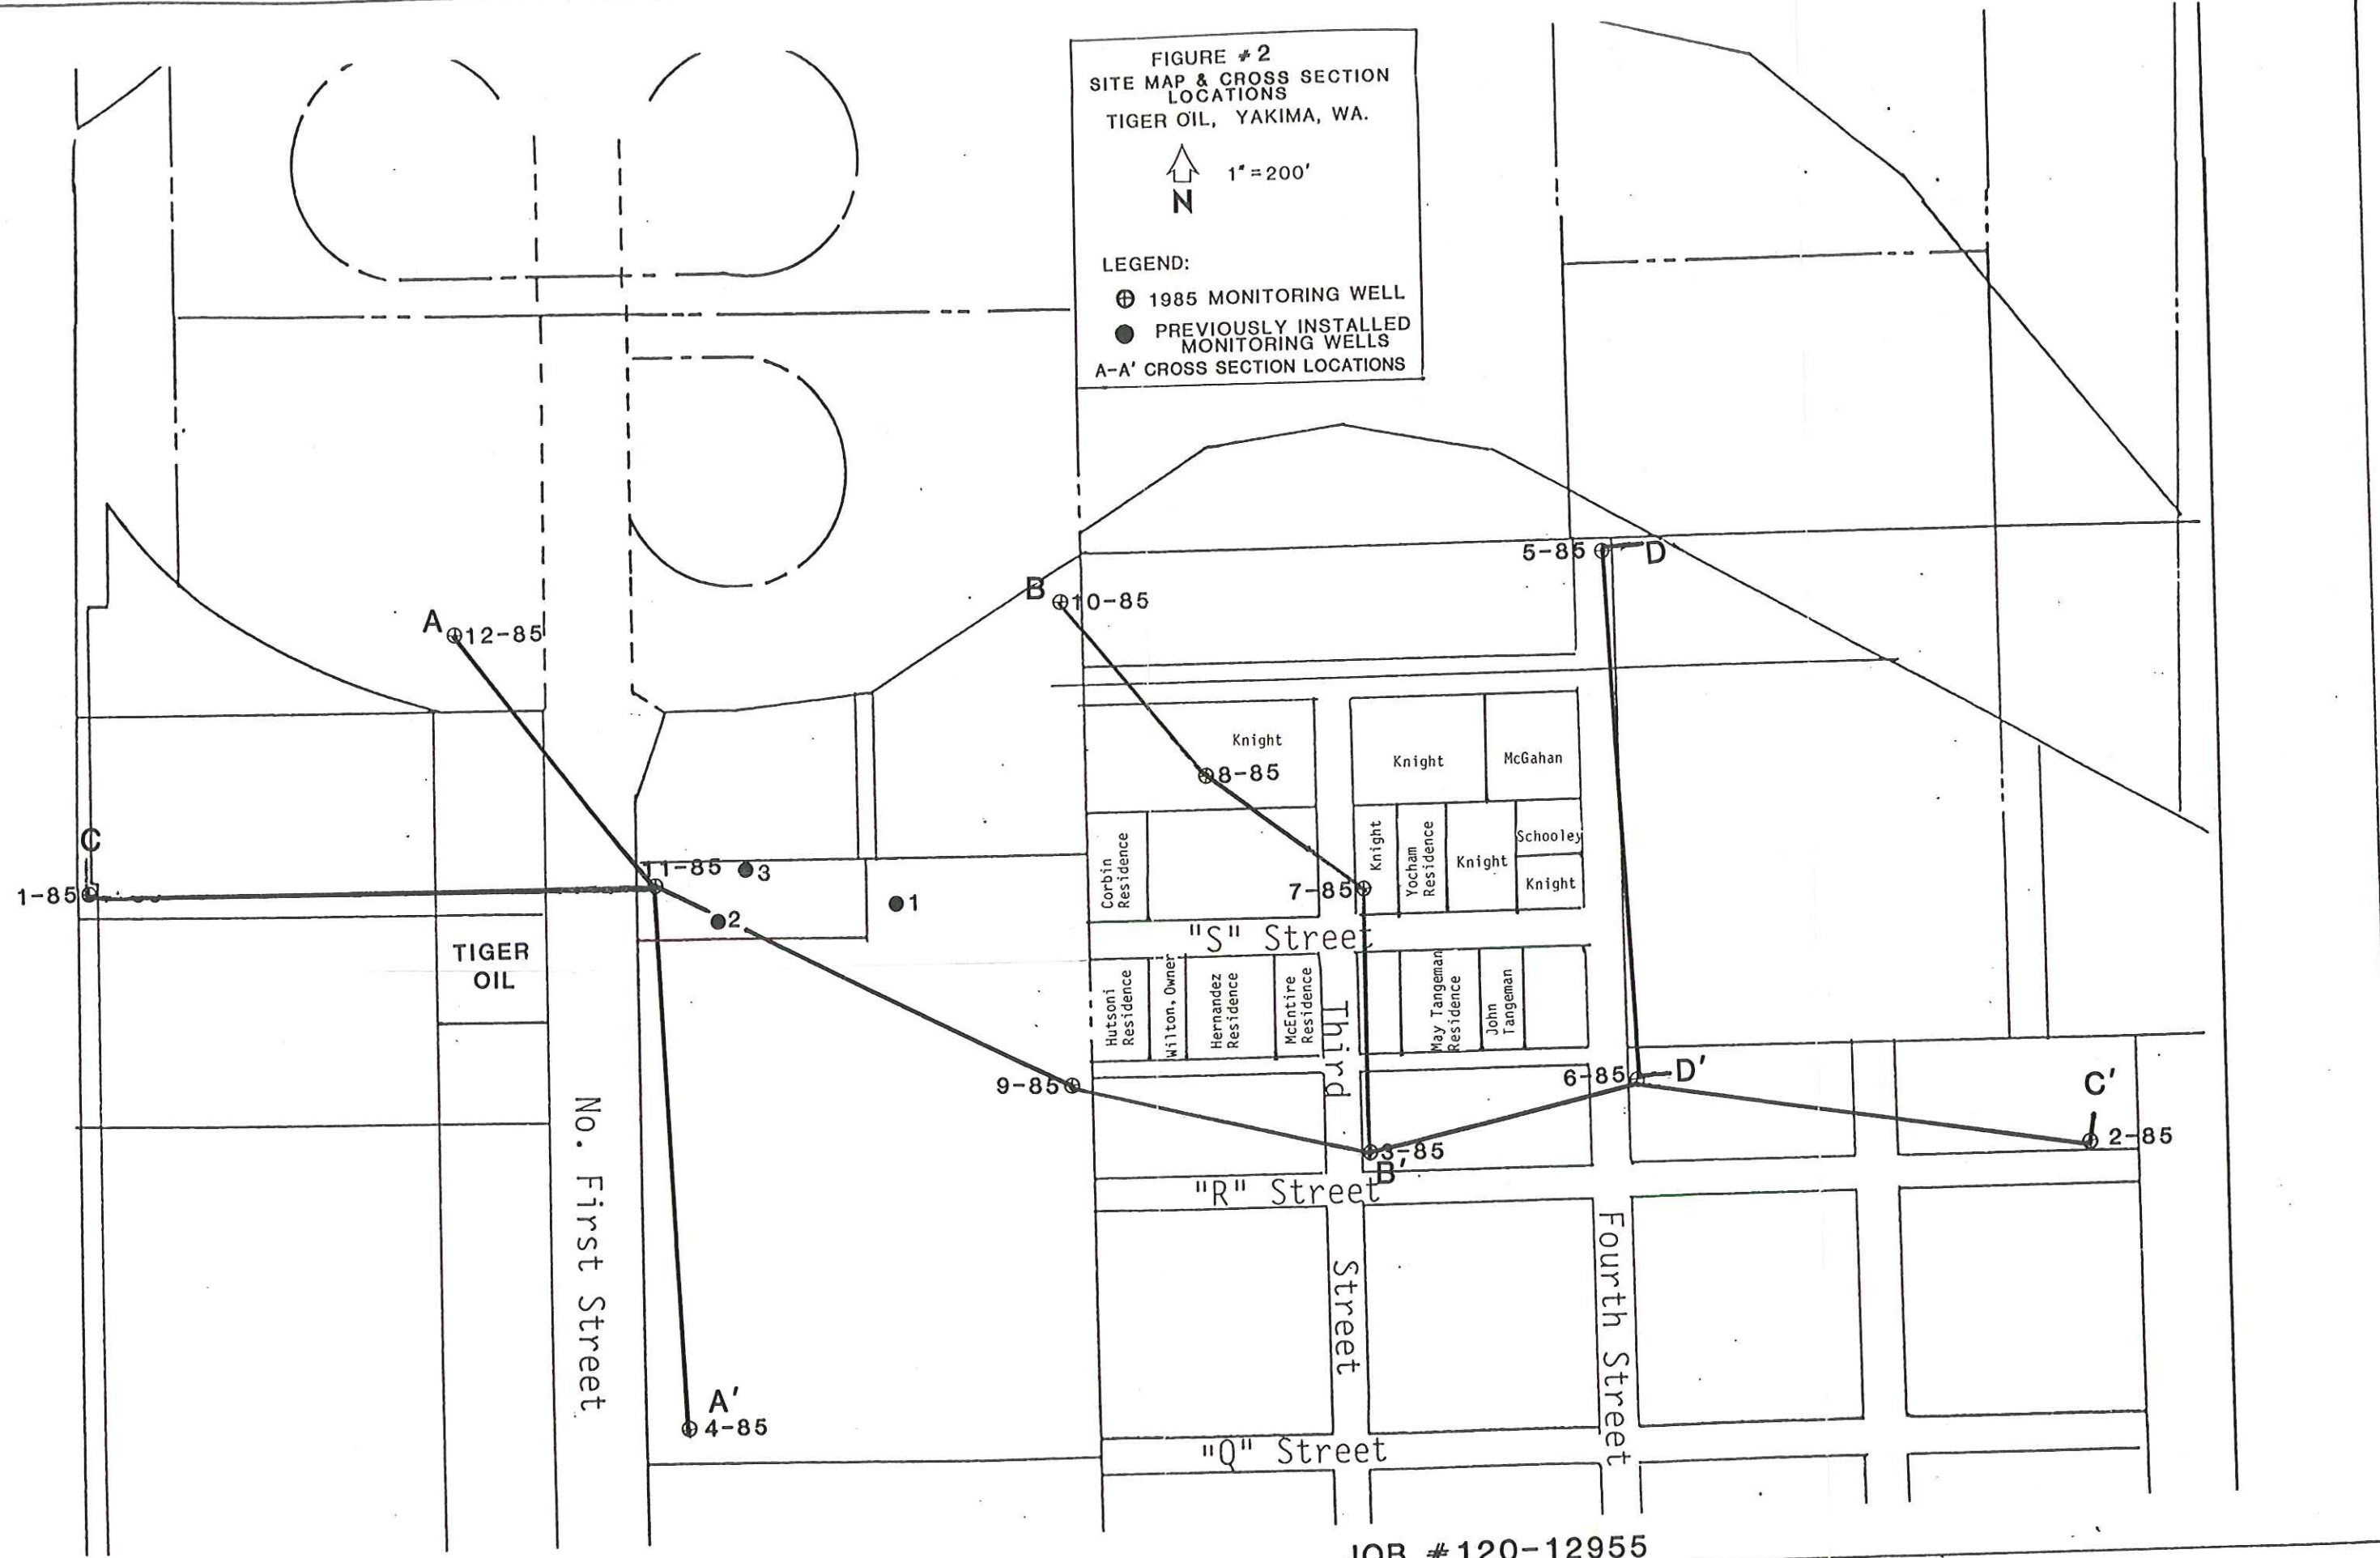 FIGURE # 2
SITE MAP & CROSS SECTION
LOCATIONS
TIGER OIL, YAKIMA, WA.
1" = 200'
N
LEGEND:
1985 MONITORING WELL
PREVIOUSLY INSTALLED
MONITORING WELLS
A-A' CROSS SECTION LOCATIONS
5-85
D
B
10-85
A
12-85
Knight
Knight
McGahan
8-85
C
1-85
11-85
3
1
2
Corbin
Residence
7-85
Knight
Yocham
Residence
Knight
Schooley
Knight
"S" Street
TIGER
OIL
Hutsoni
Residence
Wilton, Owner
Hernandez
Residence
McEntire
Residence
May Tangeman
Residence
John
Tangeman
Third
Street
9-85
6-85
D'
C'
2-85
3-85
B'
"R" Street
No. First Street
Fourth Street
A'
4-85
"Q" Street
JOB #120-12955